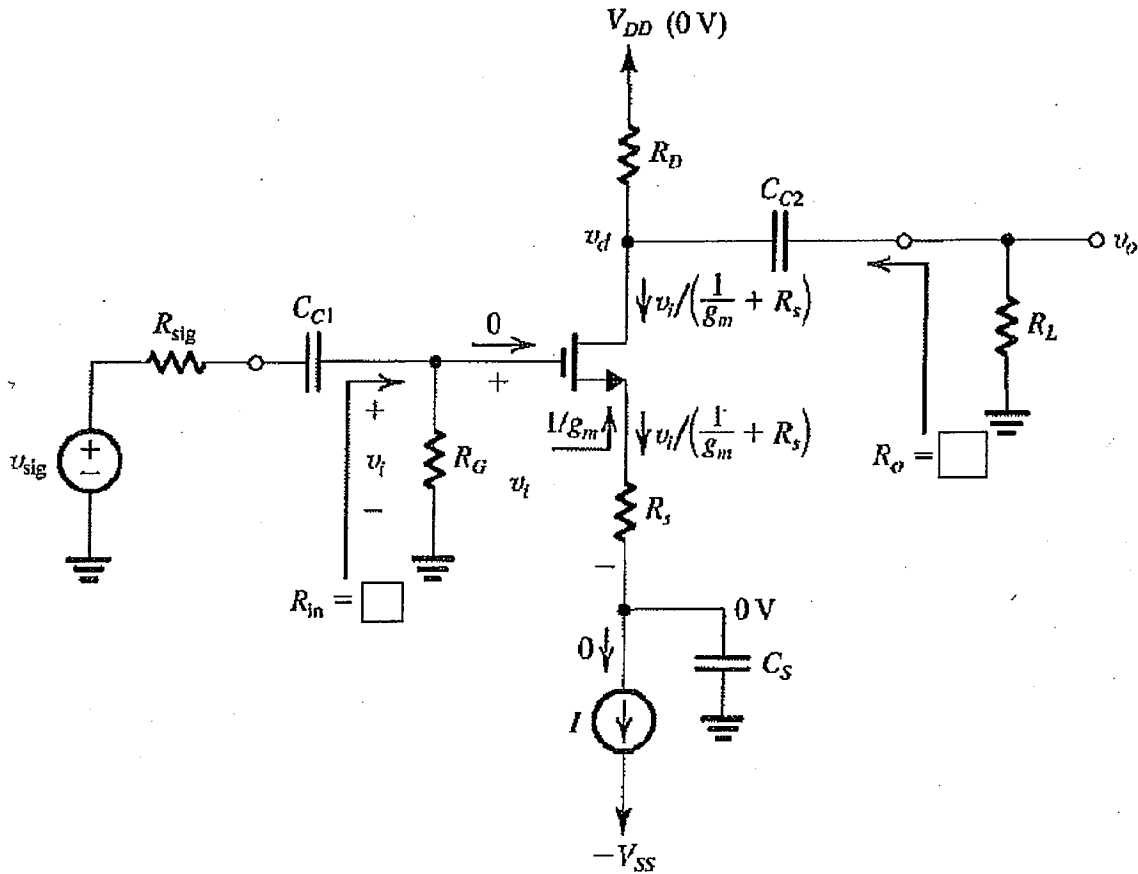 V_DD (0 V)
R_D
C_C2
v_d
v_o
v_i/(1/g_m + R_s)
C_C1
R_sig
0
R_L
+
+
1/g_m
v_i/(1/g_m + R_s)
+
−
v_sig
v_i
R_G
v_i
R_o =
−
R_s
−
R_in =
0 V
0
C_S
I
−V_SS